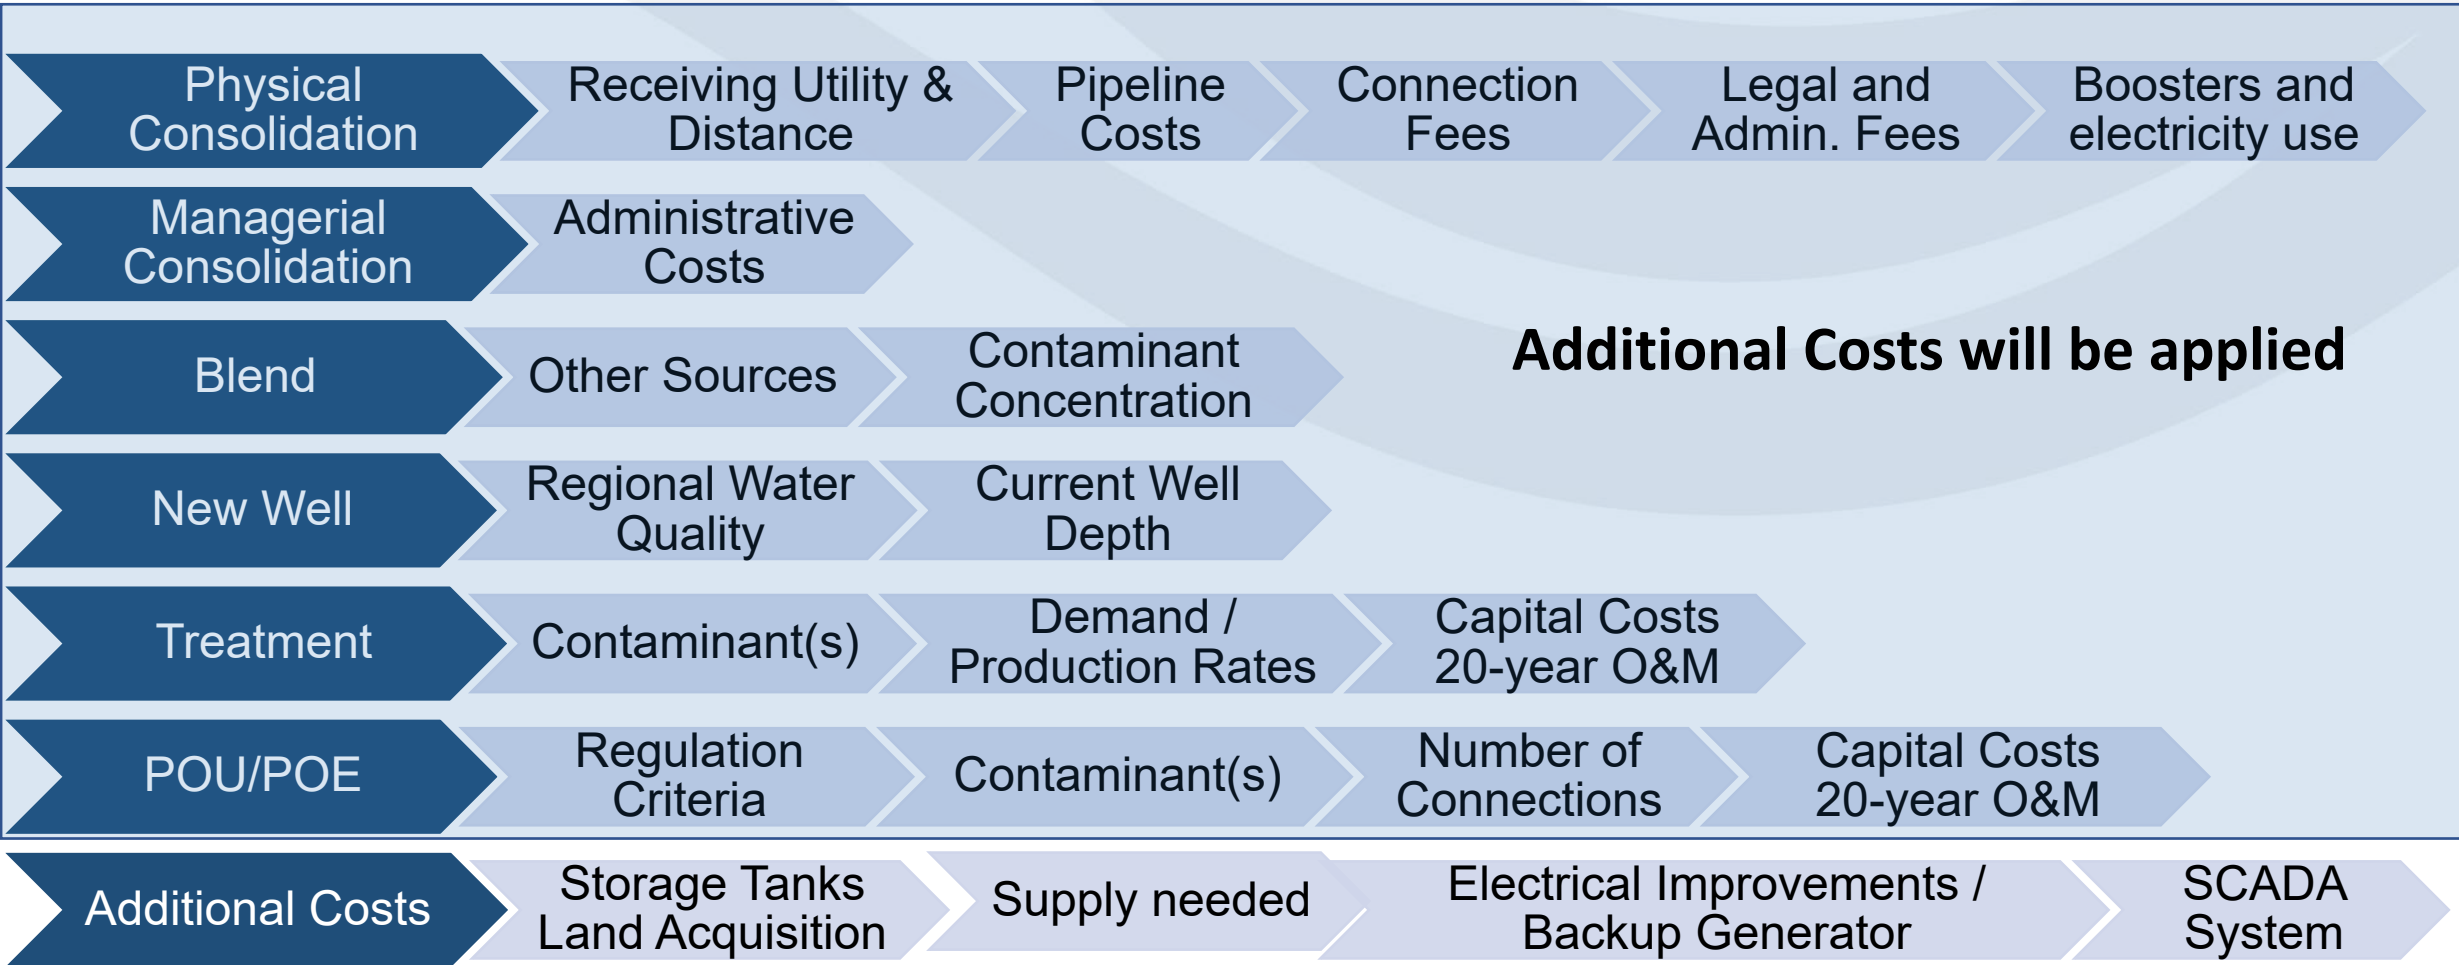 Physical
Consolidation
Receiving Utility &
Distance
Pipeline
Costs
Connection
Fees
Legal and
Admin. Fees
Boosters and
electricity use
Managerial
Consolidation
Administrative
Costs
Blend
Other Sources
Contaminant
Concentration
Additional Costs will be applied
New Well
Regional Water
Quality
Current Well
Depth
Treatment
Contaminant(s)
Demand /
Production Rates
Capital Costs
20-year O&M
POU/POE
Regulation
Criteria
Contaminant(s)
Number of
Connections
Capital Costs
20-year O&M
Additional Costs
Storage Tanks
Land Acquisition
Supply needed
Electrical Improvements /
Backup Generator
SCADA
System